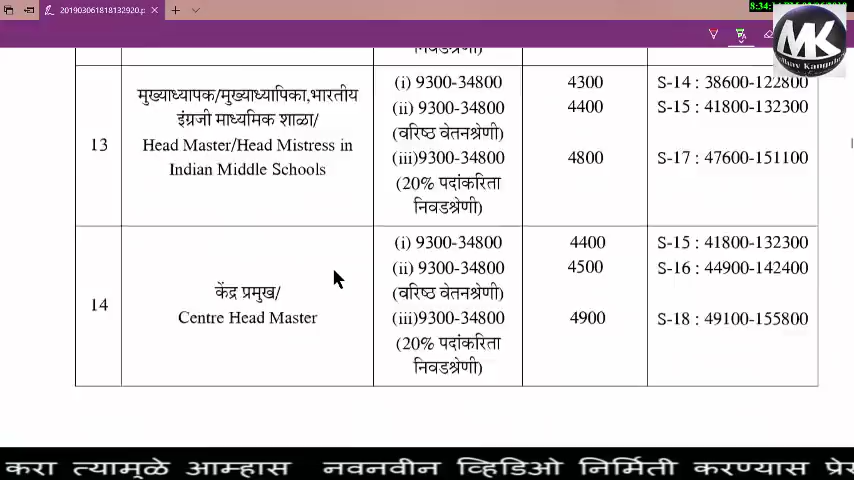 201903061818132920.p
निवडश्रेणी)
13
मुख्याध्यापक/मुख्याध्यापिका,भारतीय
इंग्रजी माध्यमिक शाळा/
Head Master/Head Mistress in
Indian Middle Schools
(i) 9300-34800
(ii) 9300-34800
(वरिष्ठ वेतनश्रेणी)
(iii)9300-34800
(20% पदांकरिता
निवडश्रेणी)
4300
4400
4800
S-14 : 38600-122800
S-15 : 41800-132300
S-17 : 47600-151100
14
केंद्र प्रमुख/
Centre Head Master
(i) 9300-34800
(ii) 9300-34800
(वरिष्ठ वेतनश्रेणी)
(iii)9300-34800
(20% पदांकरिता
निवडश्रेणी)
4400
4500
4900
S-15 : 41800-132300
S-16 : 44900-142400
S-18 : 49100-155800
MK
करा त्यामुळे आम्हास नवनवीन व्हिडिओ निर्मिती करण्यास प्रे